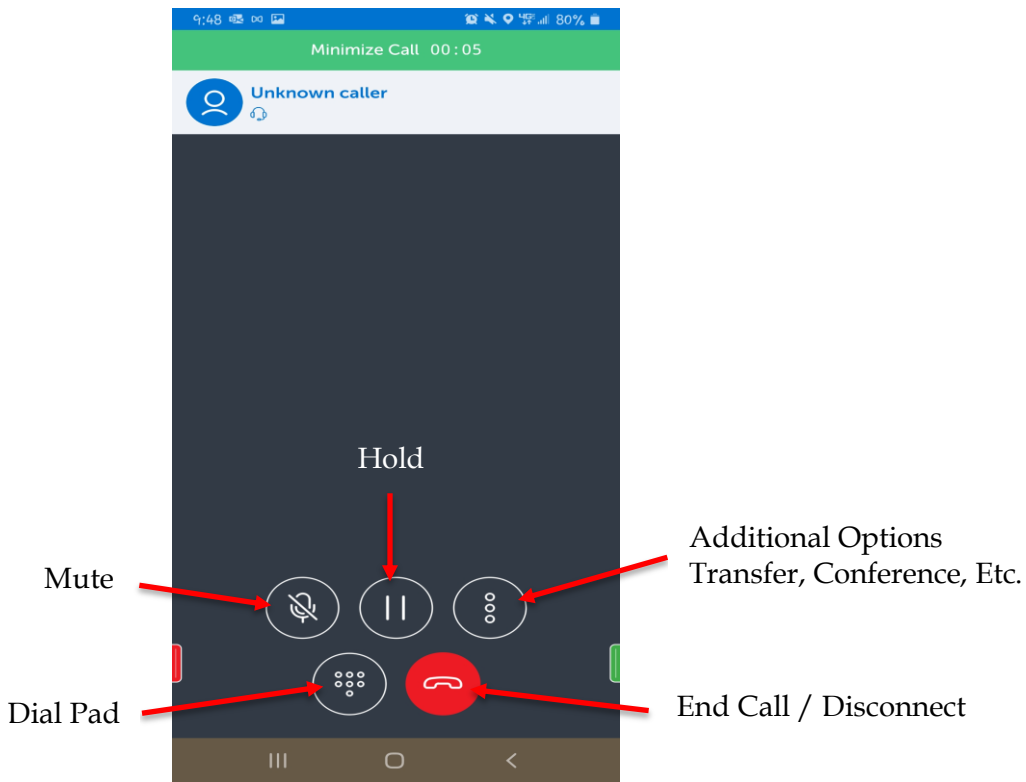 9:48
80%
Minimize Call 00:05
Unknown caller
Hold
Additional Options
Transfer, Conference, Etc.
Mute
Dial Pad
End Call / Disconnect